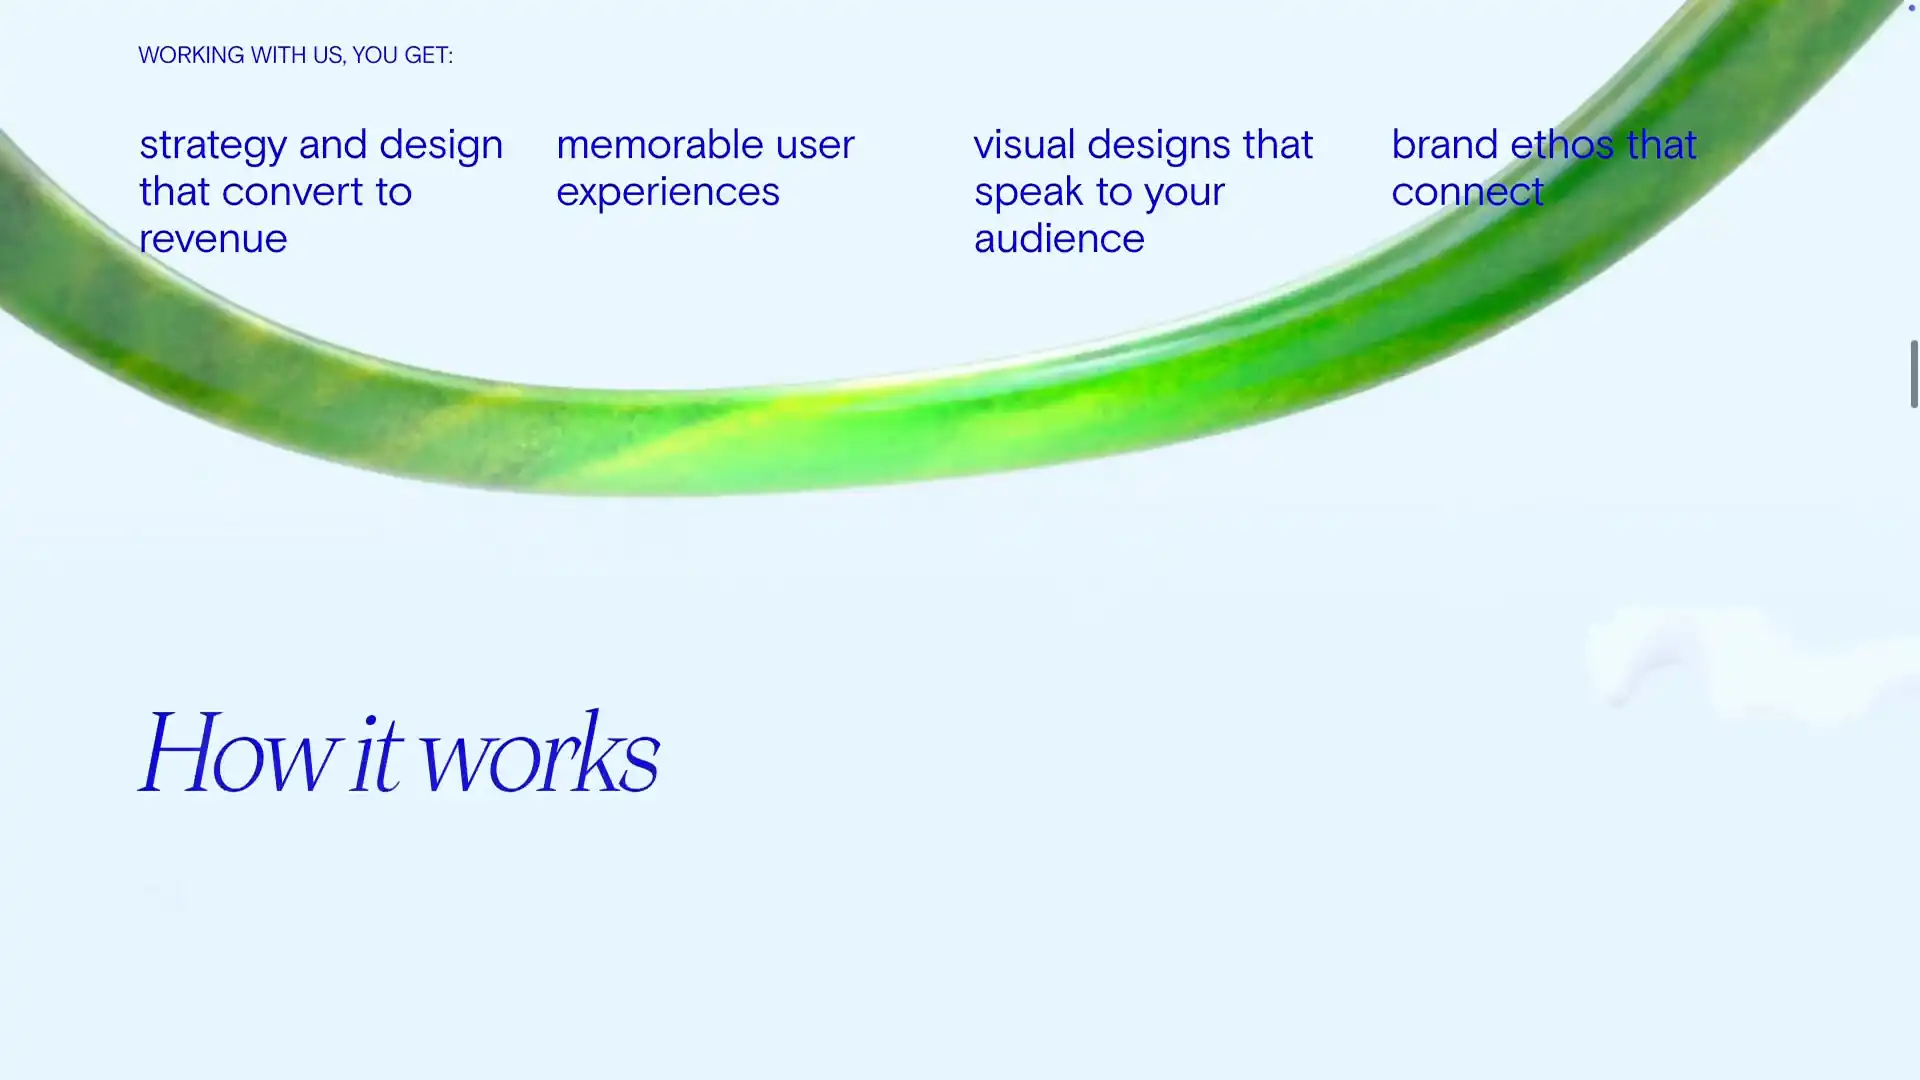 WORKING WITH US, YOU GET:
strategy and design
that convert to
revenue
memorable user
experiences
visual designs that
speak to your
audience
brand ethos that
connect
How it works